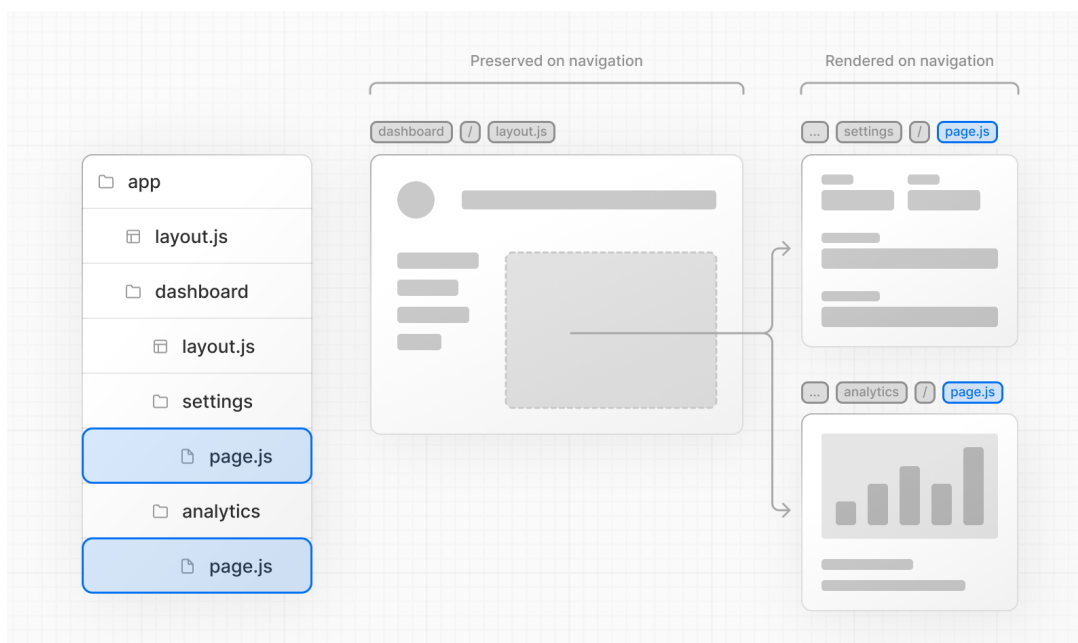 Preserved on navigation
Rendered on navigation
dashboard / layout.js
... settings / page.js
app
layout.js
dashboard
layout.js
settings
page.js
analytics
page.js
... analytics / page.js